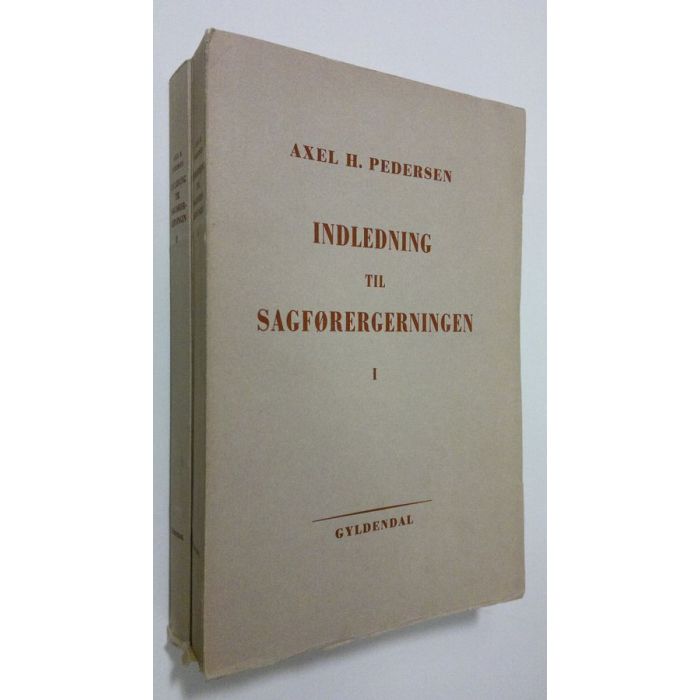 AXEL H. PEDERSEN
INDLEDNING
TIL
SAGFØRERGERNINGEN
I
GYLDENDAL